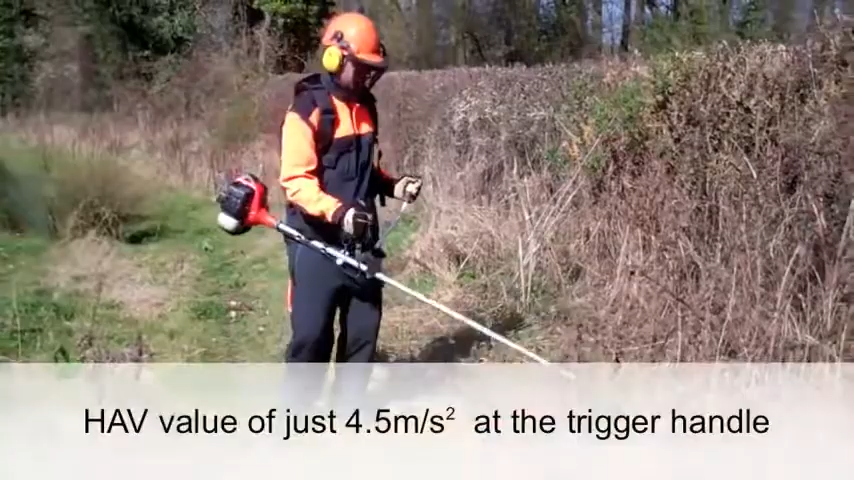 HAV value of just 4.5m/s² at the trigger handle